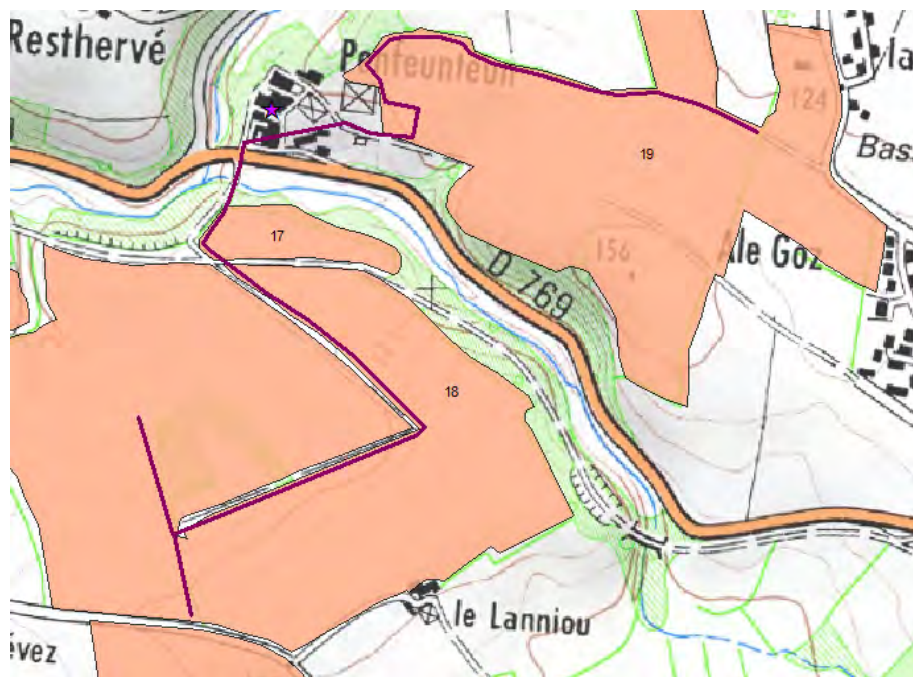 Resthervé
Penfeunteun
124
19
Bas
17
156
Ale Goz
D 769
18
le Lanniou
évez